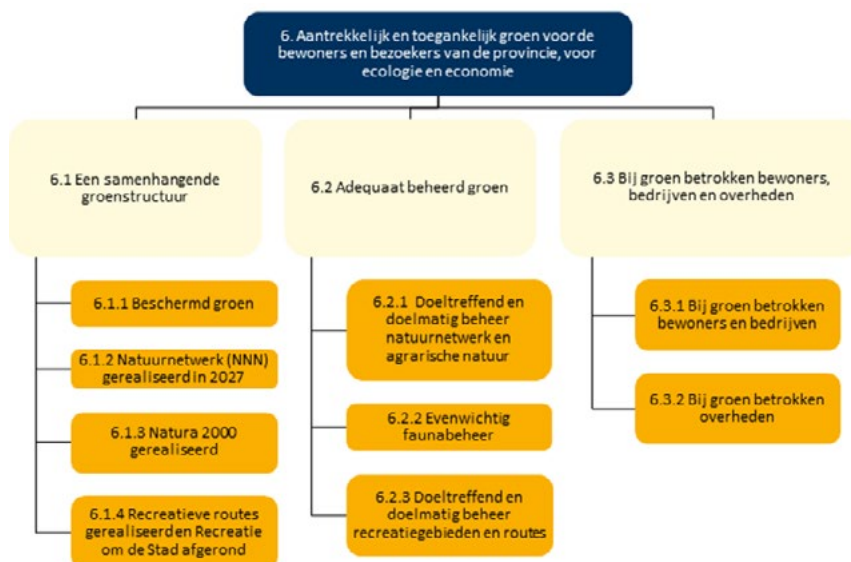 6. Aantrekkelijk en toegankelijk groen voor de
bewoners en bezoekers van de provincie, voor
ecologie en economie
6.1 Een samenhangende
groenstructuur
6.1.1 Beschermd groen
6.1.2 Natuurnetwerk (NNN)
gerealiseerd in 2027
6.1.3 Natura 2000
gerealiseerd
6.1.4 Recreatieve routes
gerealiseerd en Recreatie
om de Stad afgerond
6.2 Adequaat beheerd groen
6.2.1 Doeltreffend en
doelmatig beheer
natuurnetwerk en
agrarische natuur
6.2.2 Evenwichtig
faunabeheer
6.2.3 Doeltreffend en
doelmatig beheer
recreatiegebieden en routes
6.3 Bij groen betrokken bewoners,
bedrijven en overheden
6.3.1 Bij groen betrokken
bewoners en bedrijven
6.3.2 Bij groen betrokken
overheden